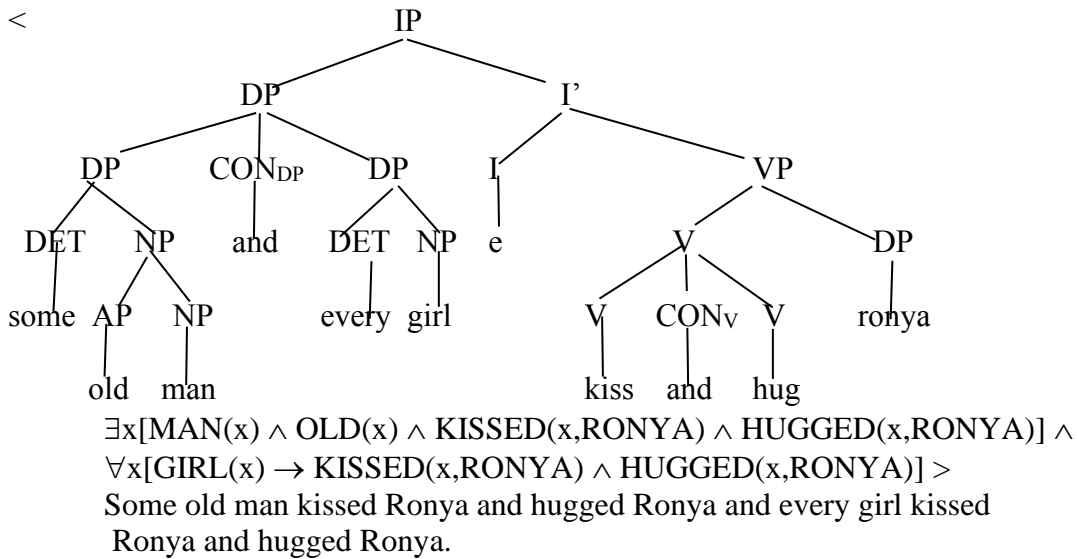 < IP
DP I’
DP CONDP DP I VP
DET NP and DET NP e V DP
some AP NP every girl V CONV V ronya
old man kiss and hug
∃x[MAN(x) ∧ OLD(x) ∧ KISSED(x,RONYA) ∧ HUGGED(x,RONYA)] ∧
∀x[GIRL(x) → KISSED(x,RONYA) ∧ HUGGED(x,RONYA)] >
Some old man kissed Ronya and hugged Ronya and every girl kissed
Ronya and hugged Ronya.